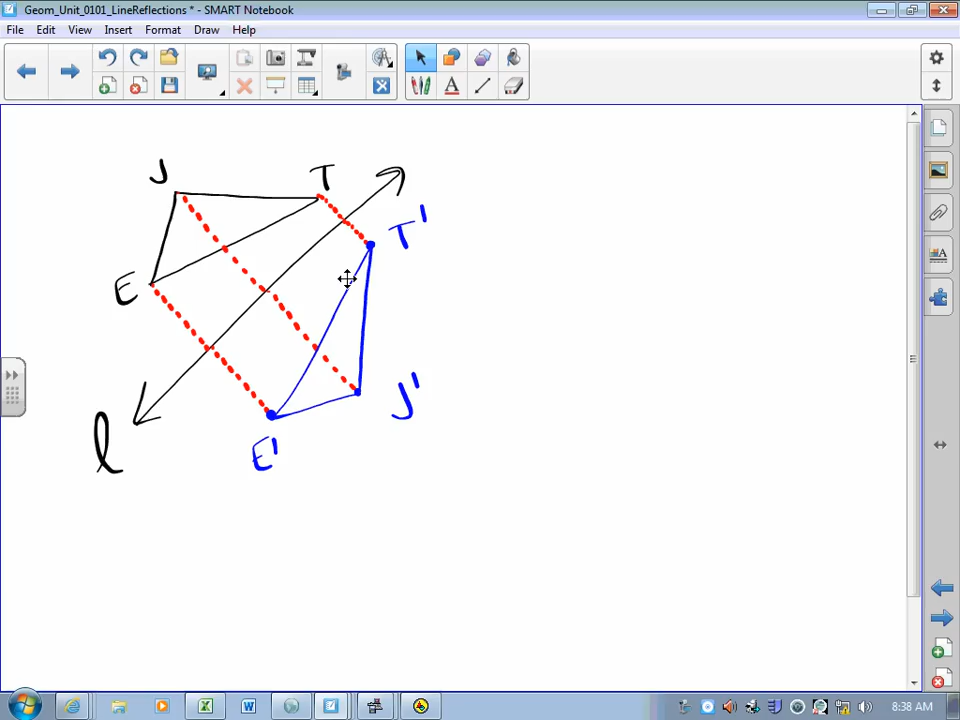 Geom_Unit_0101_LineReflections * - SMART Notebook
File Edit View Insert Format Draw Help
J T
T'
E
J'
l
E'
8:38 AM